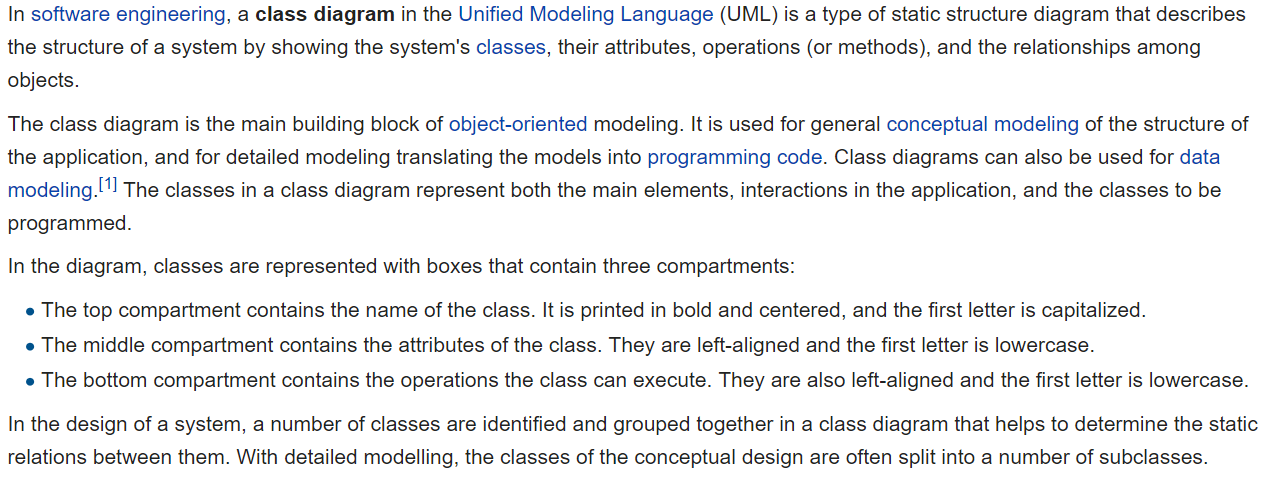 In software engineering, a class diagram in the Unified Modeling Language (UML) is a type of static structure diagram that describes
the structure of a system by showing the system's classes, their attributes, operations (or methods), and the relationships among
objects.
The class diagram is the main building block of object-oriented modeling. It is used for general conceptual modeling of the structure of
the application, and for detailed modeling translating the models into programming code. Class diagrams can also be used for data
modeling.[1] The classes in a class diagram represent both the main elements, interactions in the application, and the classes to be
programmed.
In the diagram, classes are represented with boxes that contain three compartments:
• The top compartment contains the name of the class. It is printed in bold and centered, and the first letter is capitalized.
• The middle compartment contains the attributes of the class. They are left-aligned and the first letter is lowercase.
• The bottom compartment contains the operations the class can execute. They are also left-aligned and the first letter is lowercase.
In the design of a system, a number of classes are identified and grouped together in a class diagram that helps to determine the static
relations between them. With detailed modelling, the classes of the conceptual design are often split into a number of subclasses.